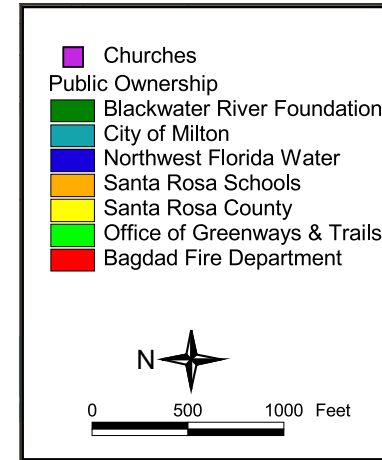 Churches
Public Ownership
Blackwater River Foundation
City of Milton
Northwest Florida Water
Santa Rosa Schools
Santa Rosa County
Office of Greenways & Trails
Bagdad Fire Department
N
0 500 1000 Feet